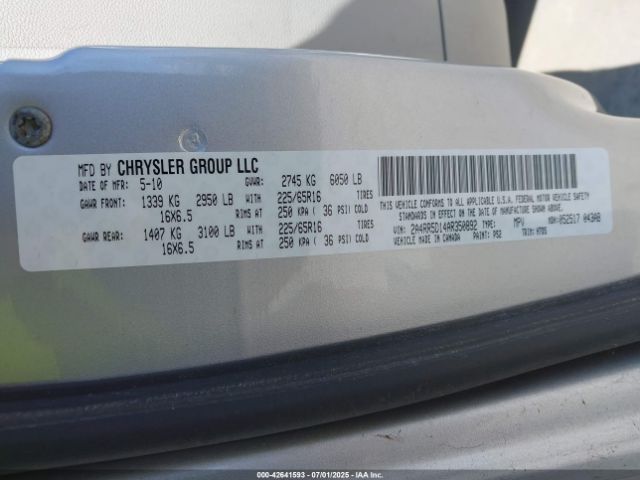 MFD BY CHRYSLER GROUP LLC
DATE OF MFR: 5-10 GVWR: 2745 KG 6050 LB
GAWR FRONT: 1339 KG 2950 LB WITH 225/65R16 TIRES
16X6.5 RIMS AT 250 KPA ( 36 PSI) COLD
GAWR REAR: 1407 KG 3100 LB WITH 225/65R16 TIRES
16X6.5 RIMS AT 250 KPA ( 36 PSI) COLD
THIS VEHICLE CONFORMS TO ALL APPLICABLE U.S.A. FEDERAL MOTOR VEHICLE SAFETY
STANDARDS IN EFFECT ON THE DATE OF MANUFACTURE SHOWN ABOVE.
VIN: 2A4RR5D14AR350892 TYPE: MPV MDH: 052517 043AB
VEHICLE MADE IN CANADA PAINT: PS2 TRIM:
000-42641593 - 07/01/2025 - IAA